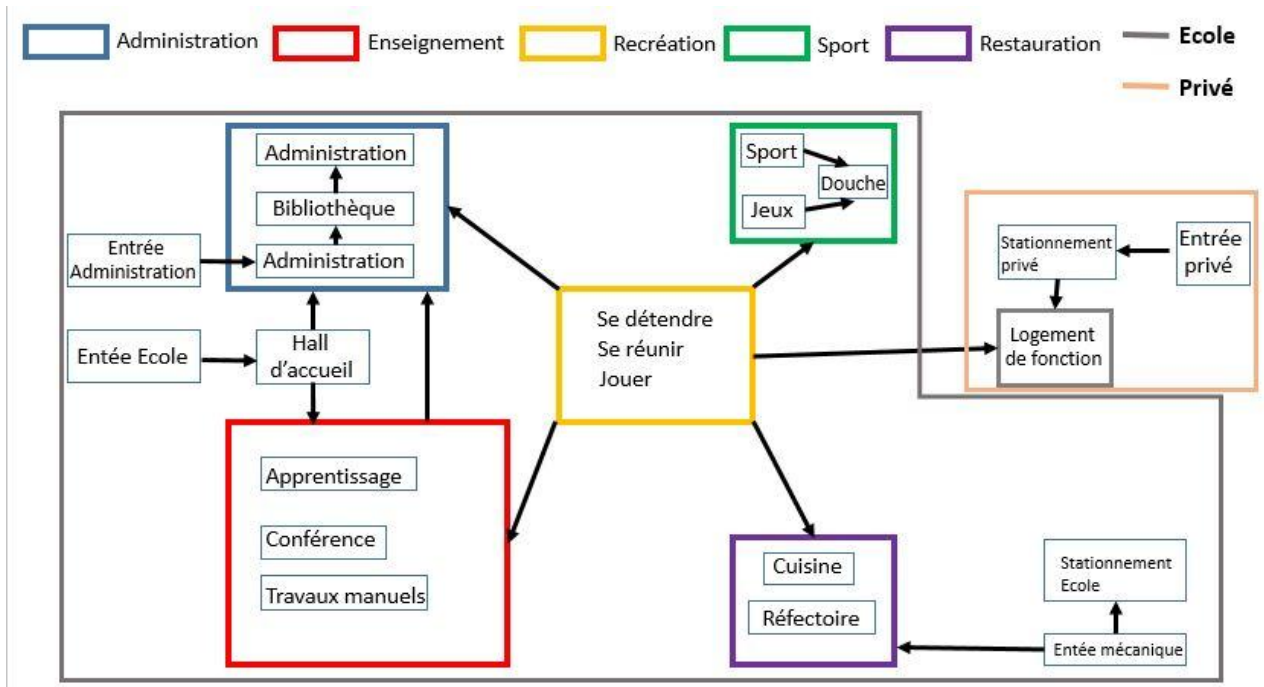 Administration
Enseignement
Recréation
Sport
Restauration
Ecole
Privé
Administration
Bibliothèque
Administration
Entrée
Administration
Entée Ecole
Hall
d'accueil
Apprentissage
Conférence
Travaux manuels
Se détendre
Se réunir
Jouer
Sport
Douche
Jeux
Stationnement
privé
Entrée
privé
Logement
de fonction
Cuisine
Réfectoire
Stationnement
Ecole
Entée mécanique